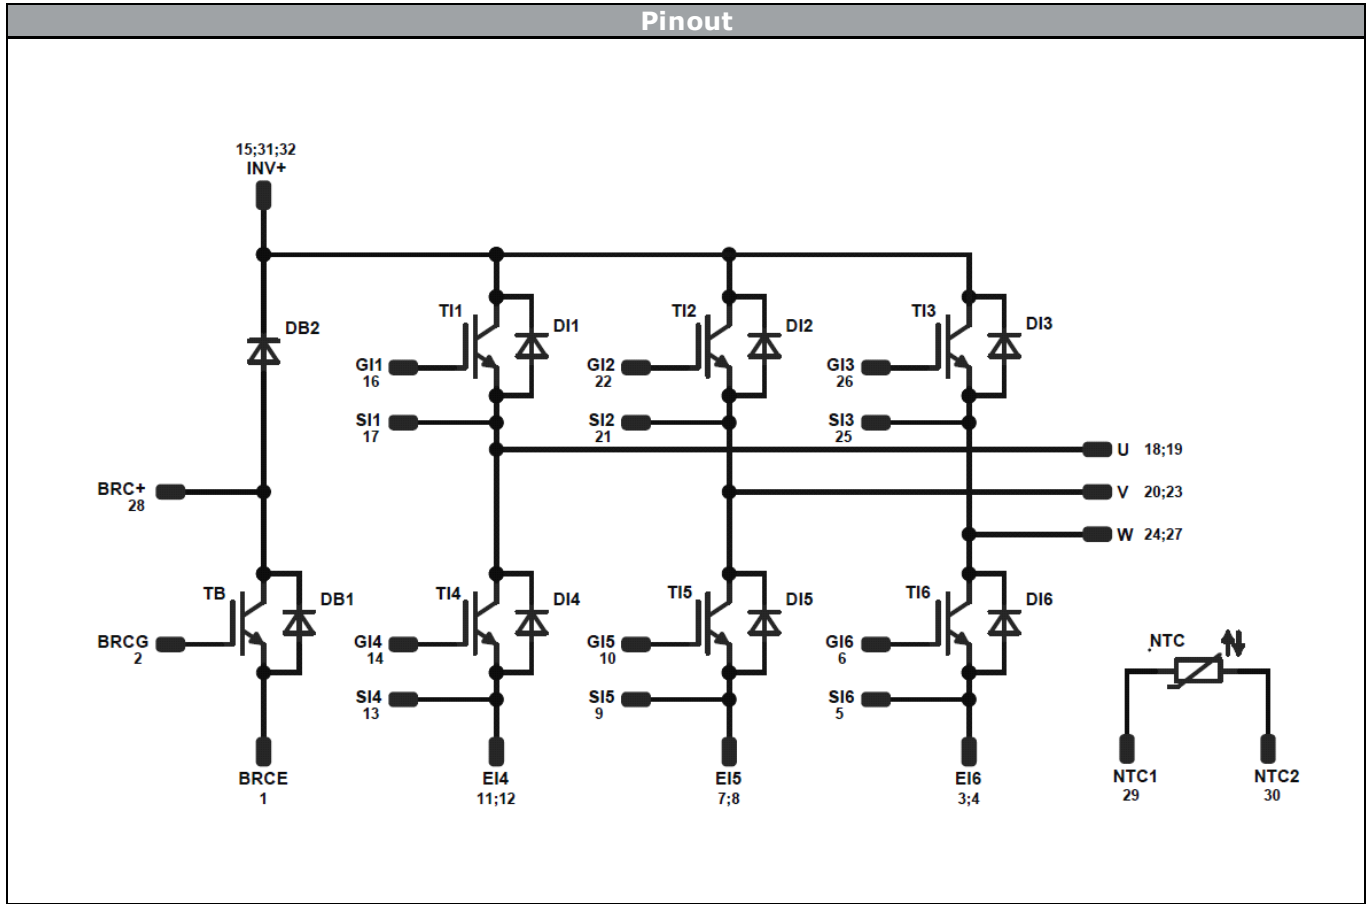 Pinout
15;31;32
INV+
DB2
TI1
DI1
TI2
DI2
TI3
DI3
GI1
16
GI2
22
GI3
26
SI1
17
SI2
21
SI3
25
U 18;19
BRC+
28
V 20;23
W 24;27
TB
DB1
TI4
DI4
TI5
DI5
TI6
DI6
BRCG
2
GI4
14
GI5
10
GI6
6
NTC
SI4
13
SI5
9
SI6
5
BRCE
1
EI4
11;12
EI5
7;8
EI6
3;4
NTC1
29
NTC2
30